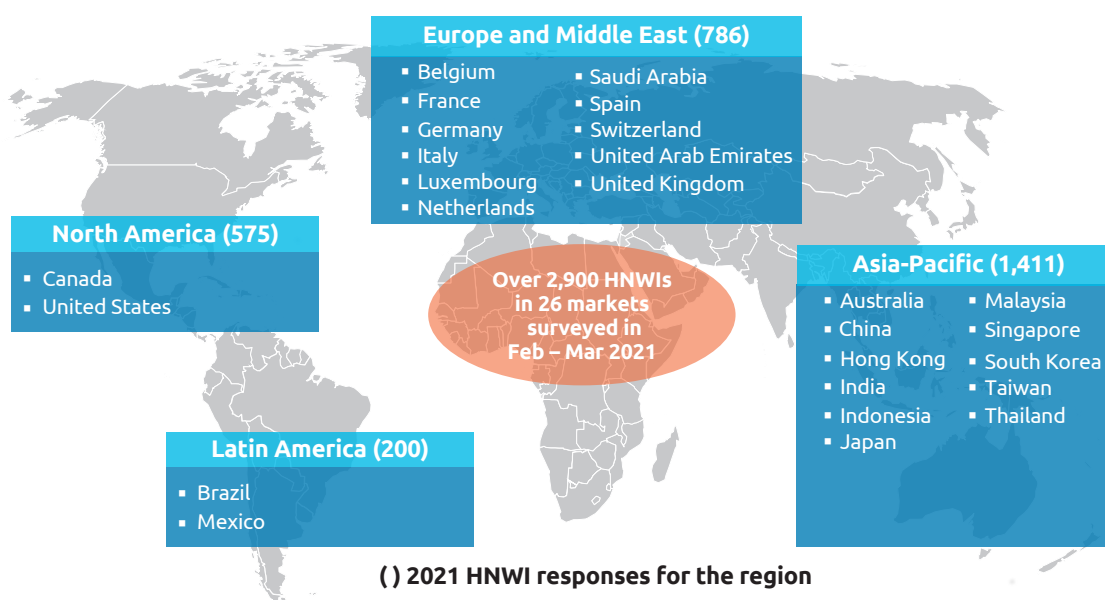 Europe and Middle East (786)
▪ Belgium
▪ France
▪ Germany
▪ Italy
▪ Luxembourg
▪ Netherlands
▪ Saudi Arabia
▪ Spain
▪ Switzerland
▪ United Arab Emirates
▪ United Kingdom
North America (575)
▪ Canada
▪ United States
Over 2,900 HNWIs
in 26 markets
surveyed in
Feb – Mar 2021
Asia-Pacific (1,411)
▪ Australia
▪ China
▪ Hong Kong
▪ India
▪ Indonesia
▪ Japan
▪ Malaysia
▪ Singapore
▪ South Korea
▪ Taiwan
▪ Thailand
Latin America (200)
▪ Brazil
▪ Mexico
( ) 2021 HNWI responses for the region